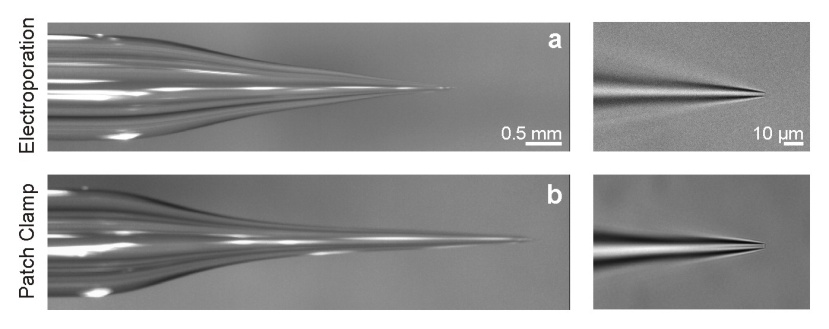 Electroporation
a
0.5 mm
10 µm
Patch Clamp
b